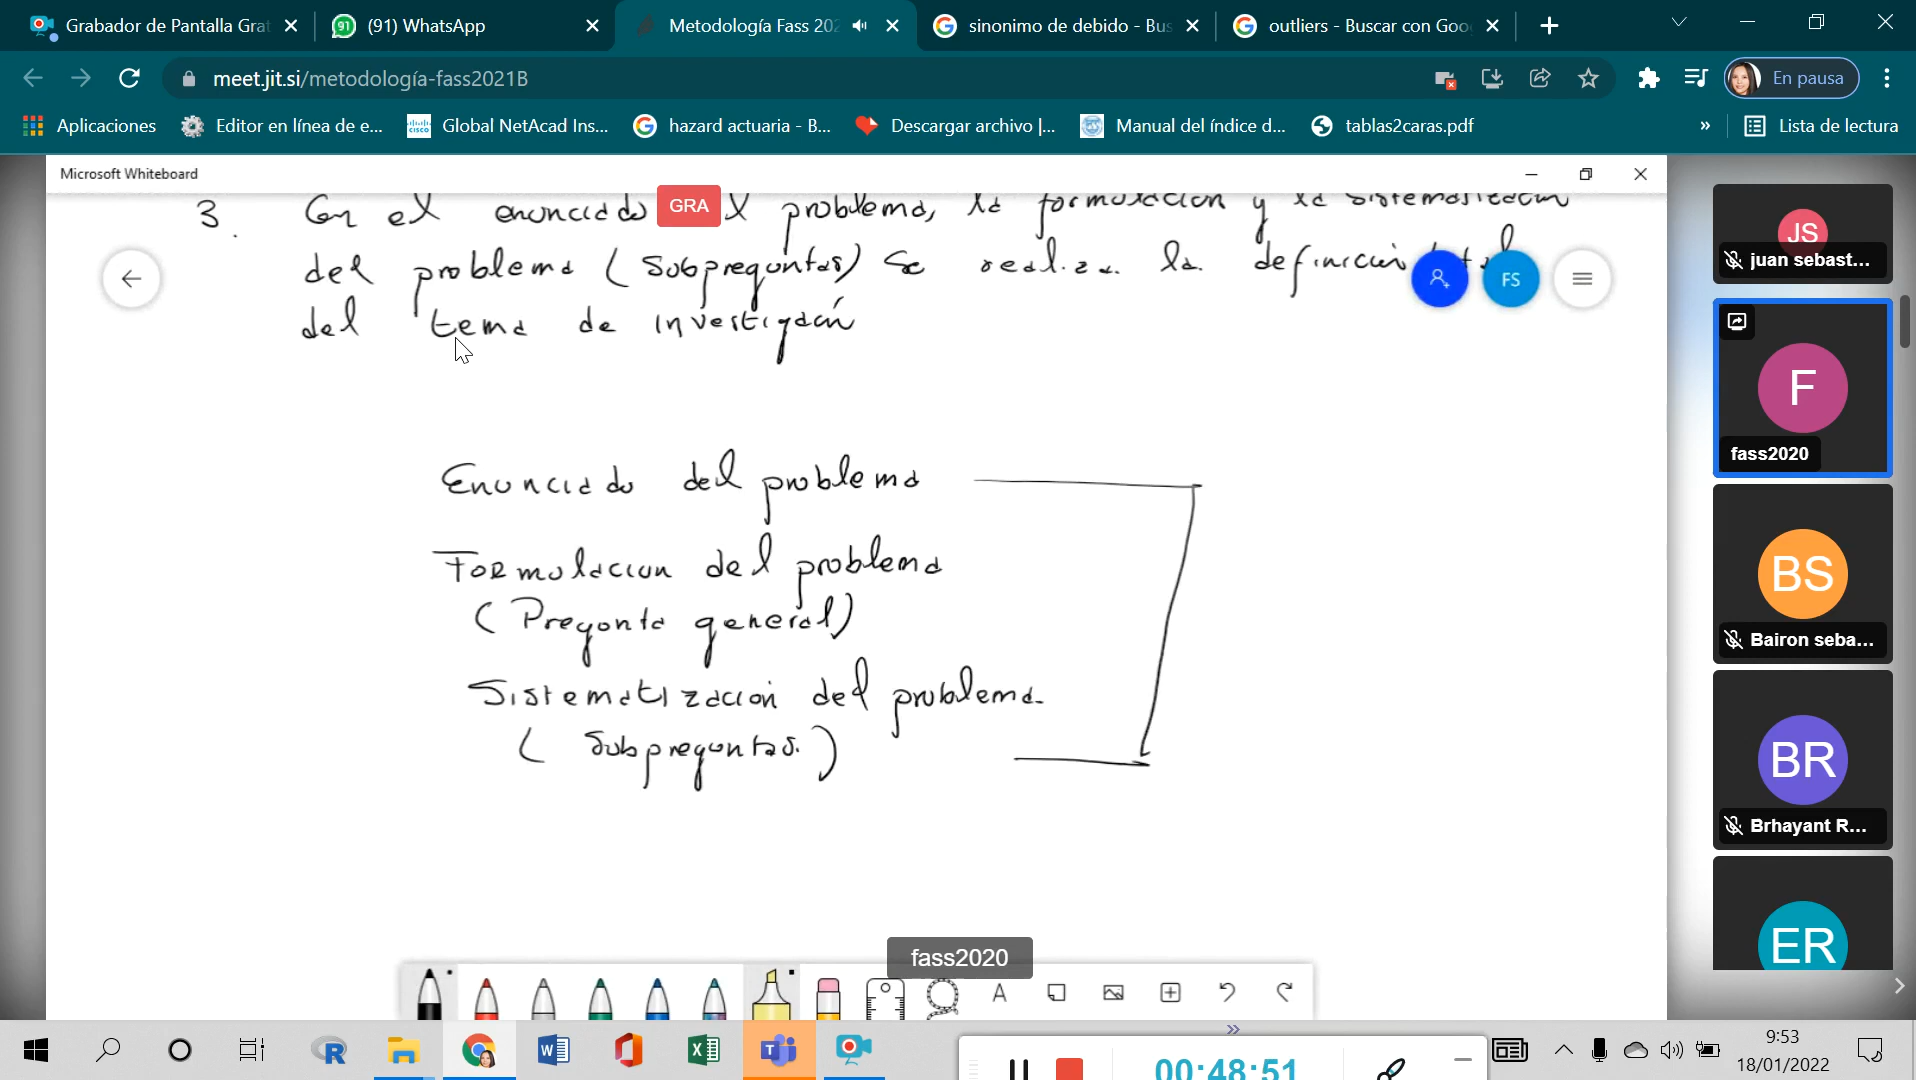 Grabador de Pantalla Grat
(91) WhatsApp
Metodología Fass 202
sinonimo de debido - Bus
outliers - Buscar con Goog
meet.jit.si/metodología-fass2021B
En pausa
Aplicaciones
Editor en línea de e...
Global NetAcad Ins...
hazard actuaria - B...
Descargar archivo |...
Manual del índice d...
tablas2caras.pdf
»
Lista de lectura
Microsoft Whiteboard
GRA
3. Con el enunciado l problema, la formulación y la sistematización
del problema (Subpreguntas) se realiza la definición
del tema de investigación
FS
Enunciado del problema
Formulacion del problema
(Pregunta general)
Sistematización del problema.
(Subpreguntas.)
JS
juan sebast...
F
fass2020
BS
Bairon seba...
BR
Brhayant R...
ER
fass2020
A
00:48:51
9:53
18/01/2022